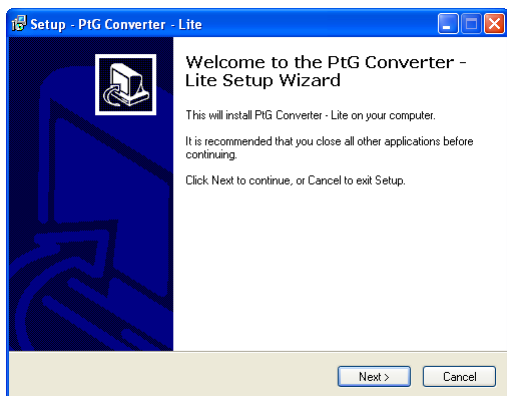 Setup - PtG Converter - Lite
Welcome to the PtG Converter -
Lite Setup Wizard
This will install PtG Converter - Lite on your computer.
It is recommended that you close all other applications before
continuing.
Click Next to continue, or Cancel to exit Setup.
Next >
Cancel